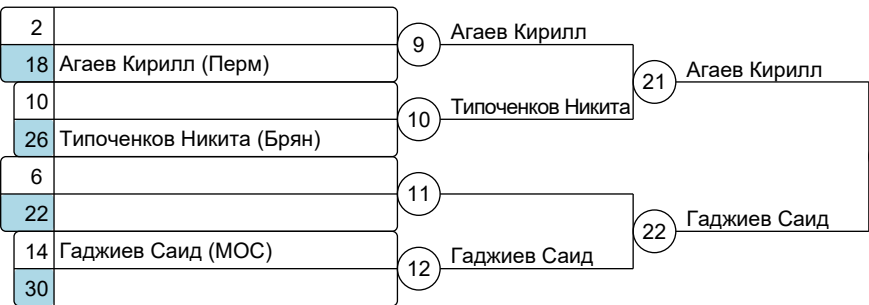 2
9
Агаев Кирилл
18 Агаев Кирилл (Перм)
21
Агаев Кирилл
10
10
Типоченков Никита
26 Типоченков Никита (Брян)
6
11
22
22
Гаджиев Саид
14 Гаджиев Саид (МОС)
12
Гаджиев Саид
30